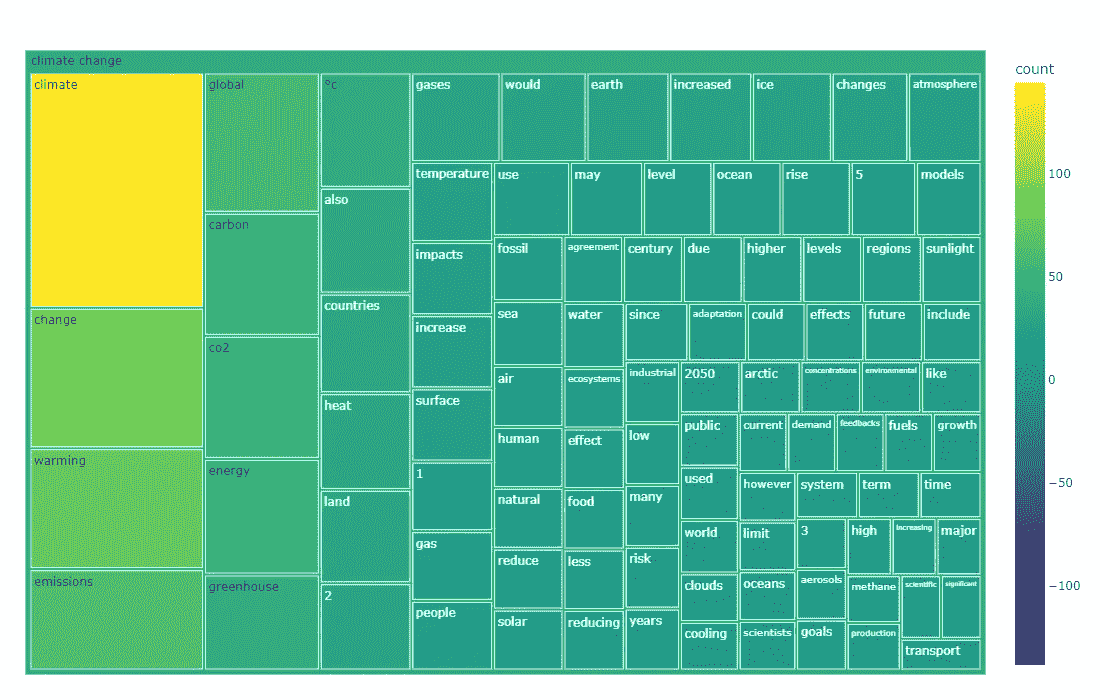 climate change
climate
change
warming
emissions
global
carbon
co2
energy
greenhouse
ºc
also
countries
heat
land
2
gases
would
earth
increased
ice
changes
atmosphere
temperature
impacts
increase
surface
1
gas
people
use
may
level
ocean
rise
5
models
fossil
sea
air
human
natural
reduce
solar
agreement
century
due
higher
levels
regions
sunlight
water
ecosystems
effect
food
less
reducing
since
adaptation
could
effects
future
include
industrial
low
many
risk
years
2050
arctic
concentrations
environmental
like
public
used
world
clouds
cooling
current
demand
feedbacks
fuels
growth
however
system
term
time
limit
oceans
scientists
3
aerosols
goals
high
increasing
major
methane
production
scientific
significant
transport
count
100
50
0
−50
−100